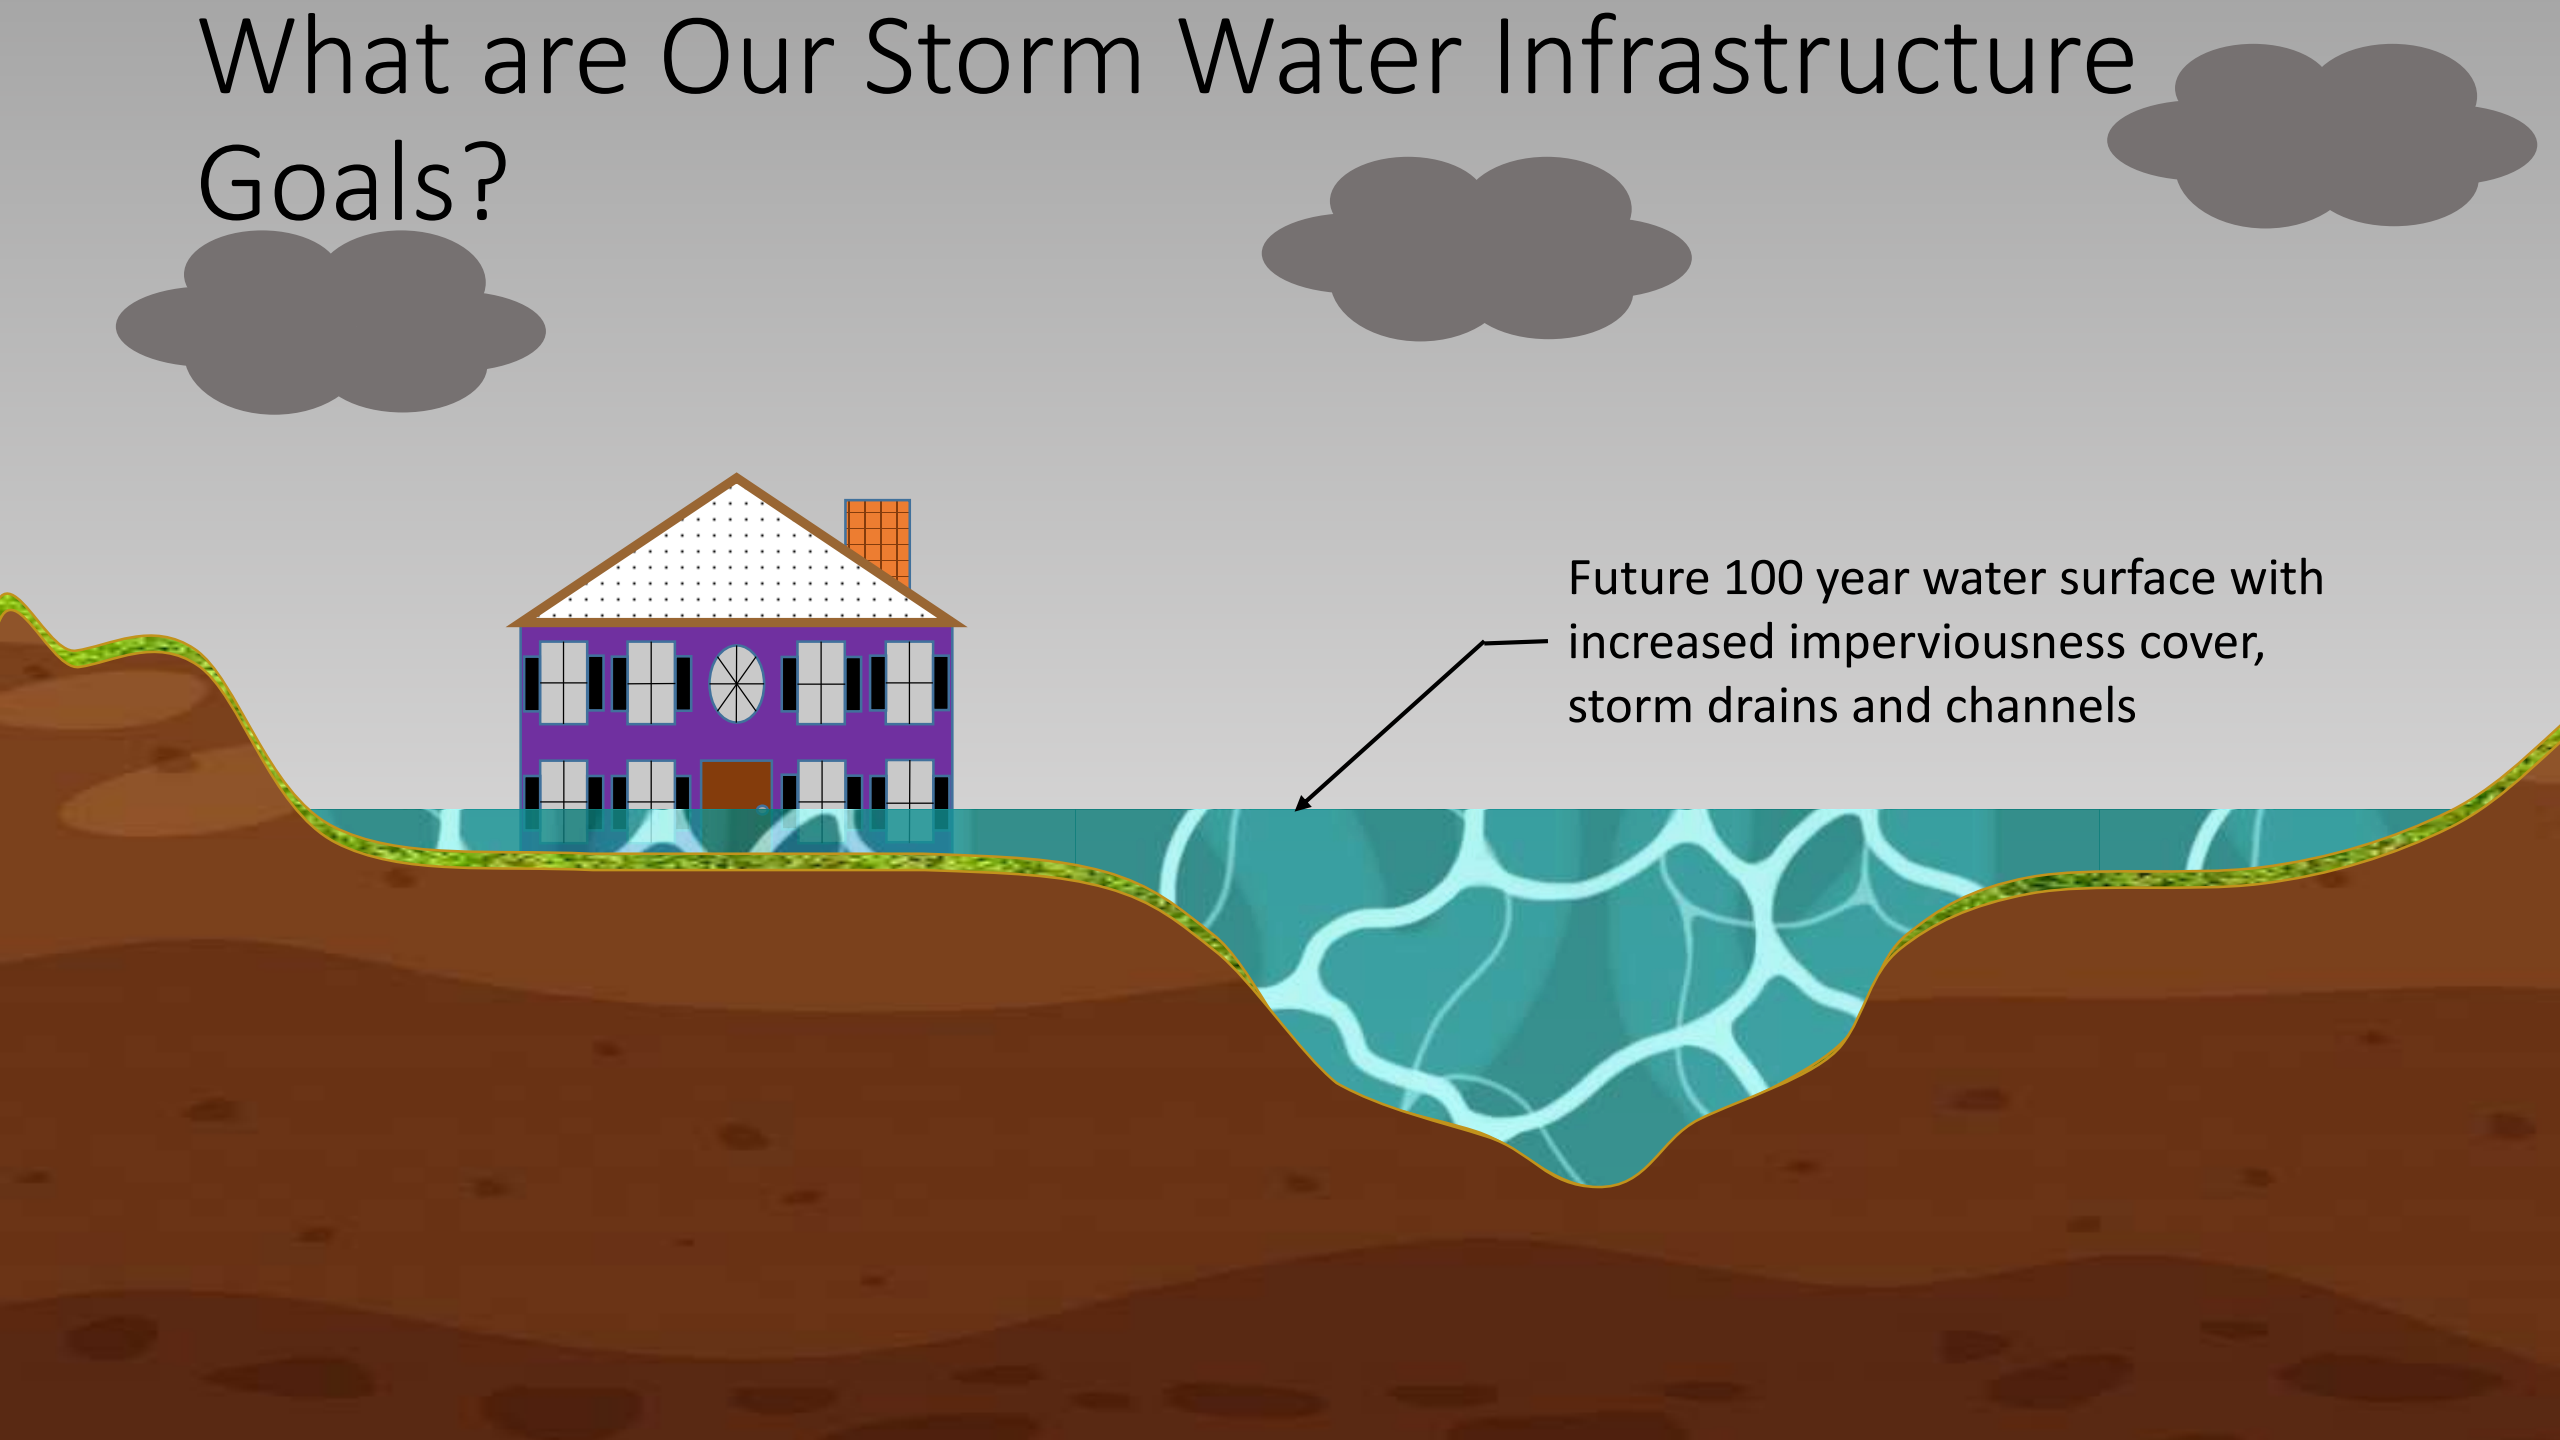 What are Our Storm Water Infrastructure
Goals?
Future 100 year water surface with
increased imperviousness cover,
storm drains and channels